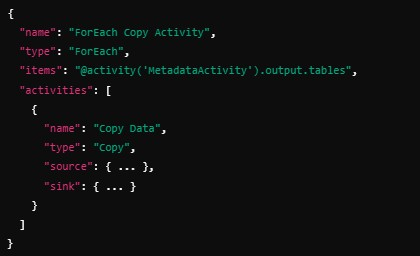 {
  "name": "ForEach Copy Activity",
  "type": "ForEach",
  "items": "@activity('MetadataActivity').output.tables",
  "activities": [
    {
      "name": "Copy Data",
      "type": "Copy",
      "source": { ... },
      "sink": { ... }
    }
  ]
}